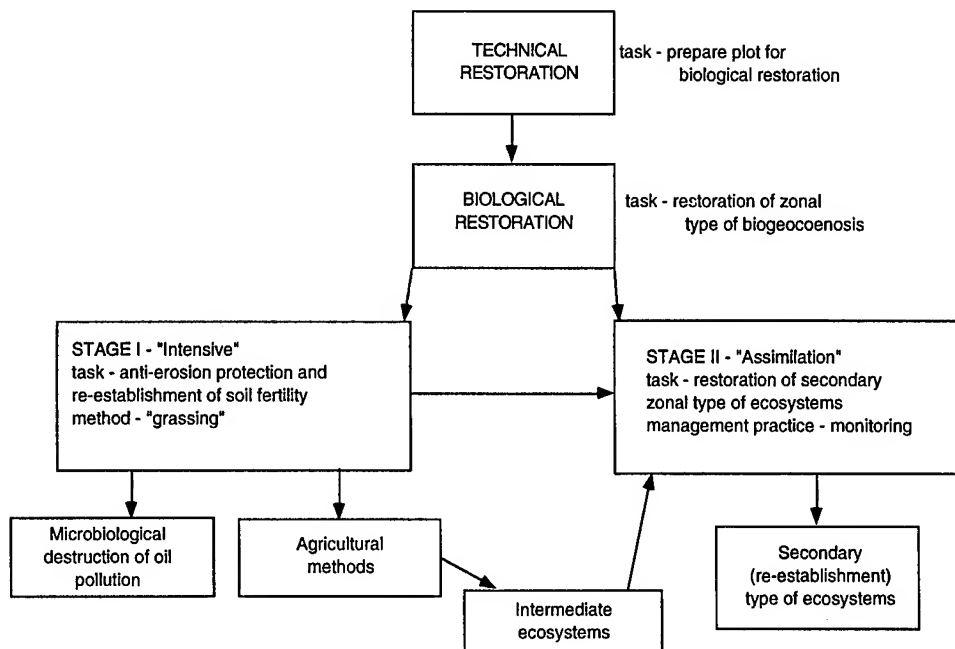 TECHNICAL
RESTORATION
task - prepare plot for
biological restoration
BIOLOGICAL
RESTORATION
task - restoration of zonal
type of biogeocoenosis
STAGE I - "Intensive"
task - anti-erosion protection and
re-establishment of soil fertility
method - "grassing"
STAGE II - "Assimilation"
task - restoration of secondary
zonal type of ecosystems
management practice - monitoring
Microbiological
destruction of oil
pollution
Agricultural
methods
Intermediate
ecosystems
Secondary
(re-establishment)
type of ecosystems